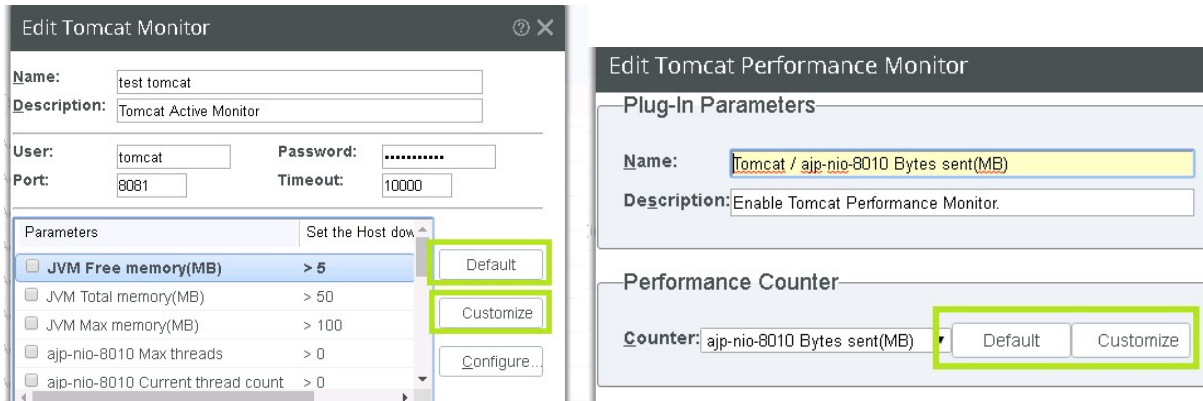 Edit Tomcat Monitor
Name: test tomcat
Description: Tomcat Active Monitor
User: tomcat Password: ••••••••••••
Port: 8081 Timeout: 10000
Parameters Set the Host dow
JVM Free memory(MB) > 5
JVM Total memory(MB) > 50
JVM Max memory(MB) > 100
ajp-nio-8010 Max threads > 0
ajp-nio-8010 Current thread count > 0
Default
Customize
Configure...
Edit Tomcat Performance Monitor
Plug-In Parameters
Name: Tomcat / ajp-nio-8010 Bytes sent(MB)
Description: Enable Tomcat Performance Monitor.
Performance Counter
Counter: ajp-nio-8010 Bytes sent(MB) Default Customize